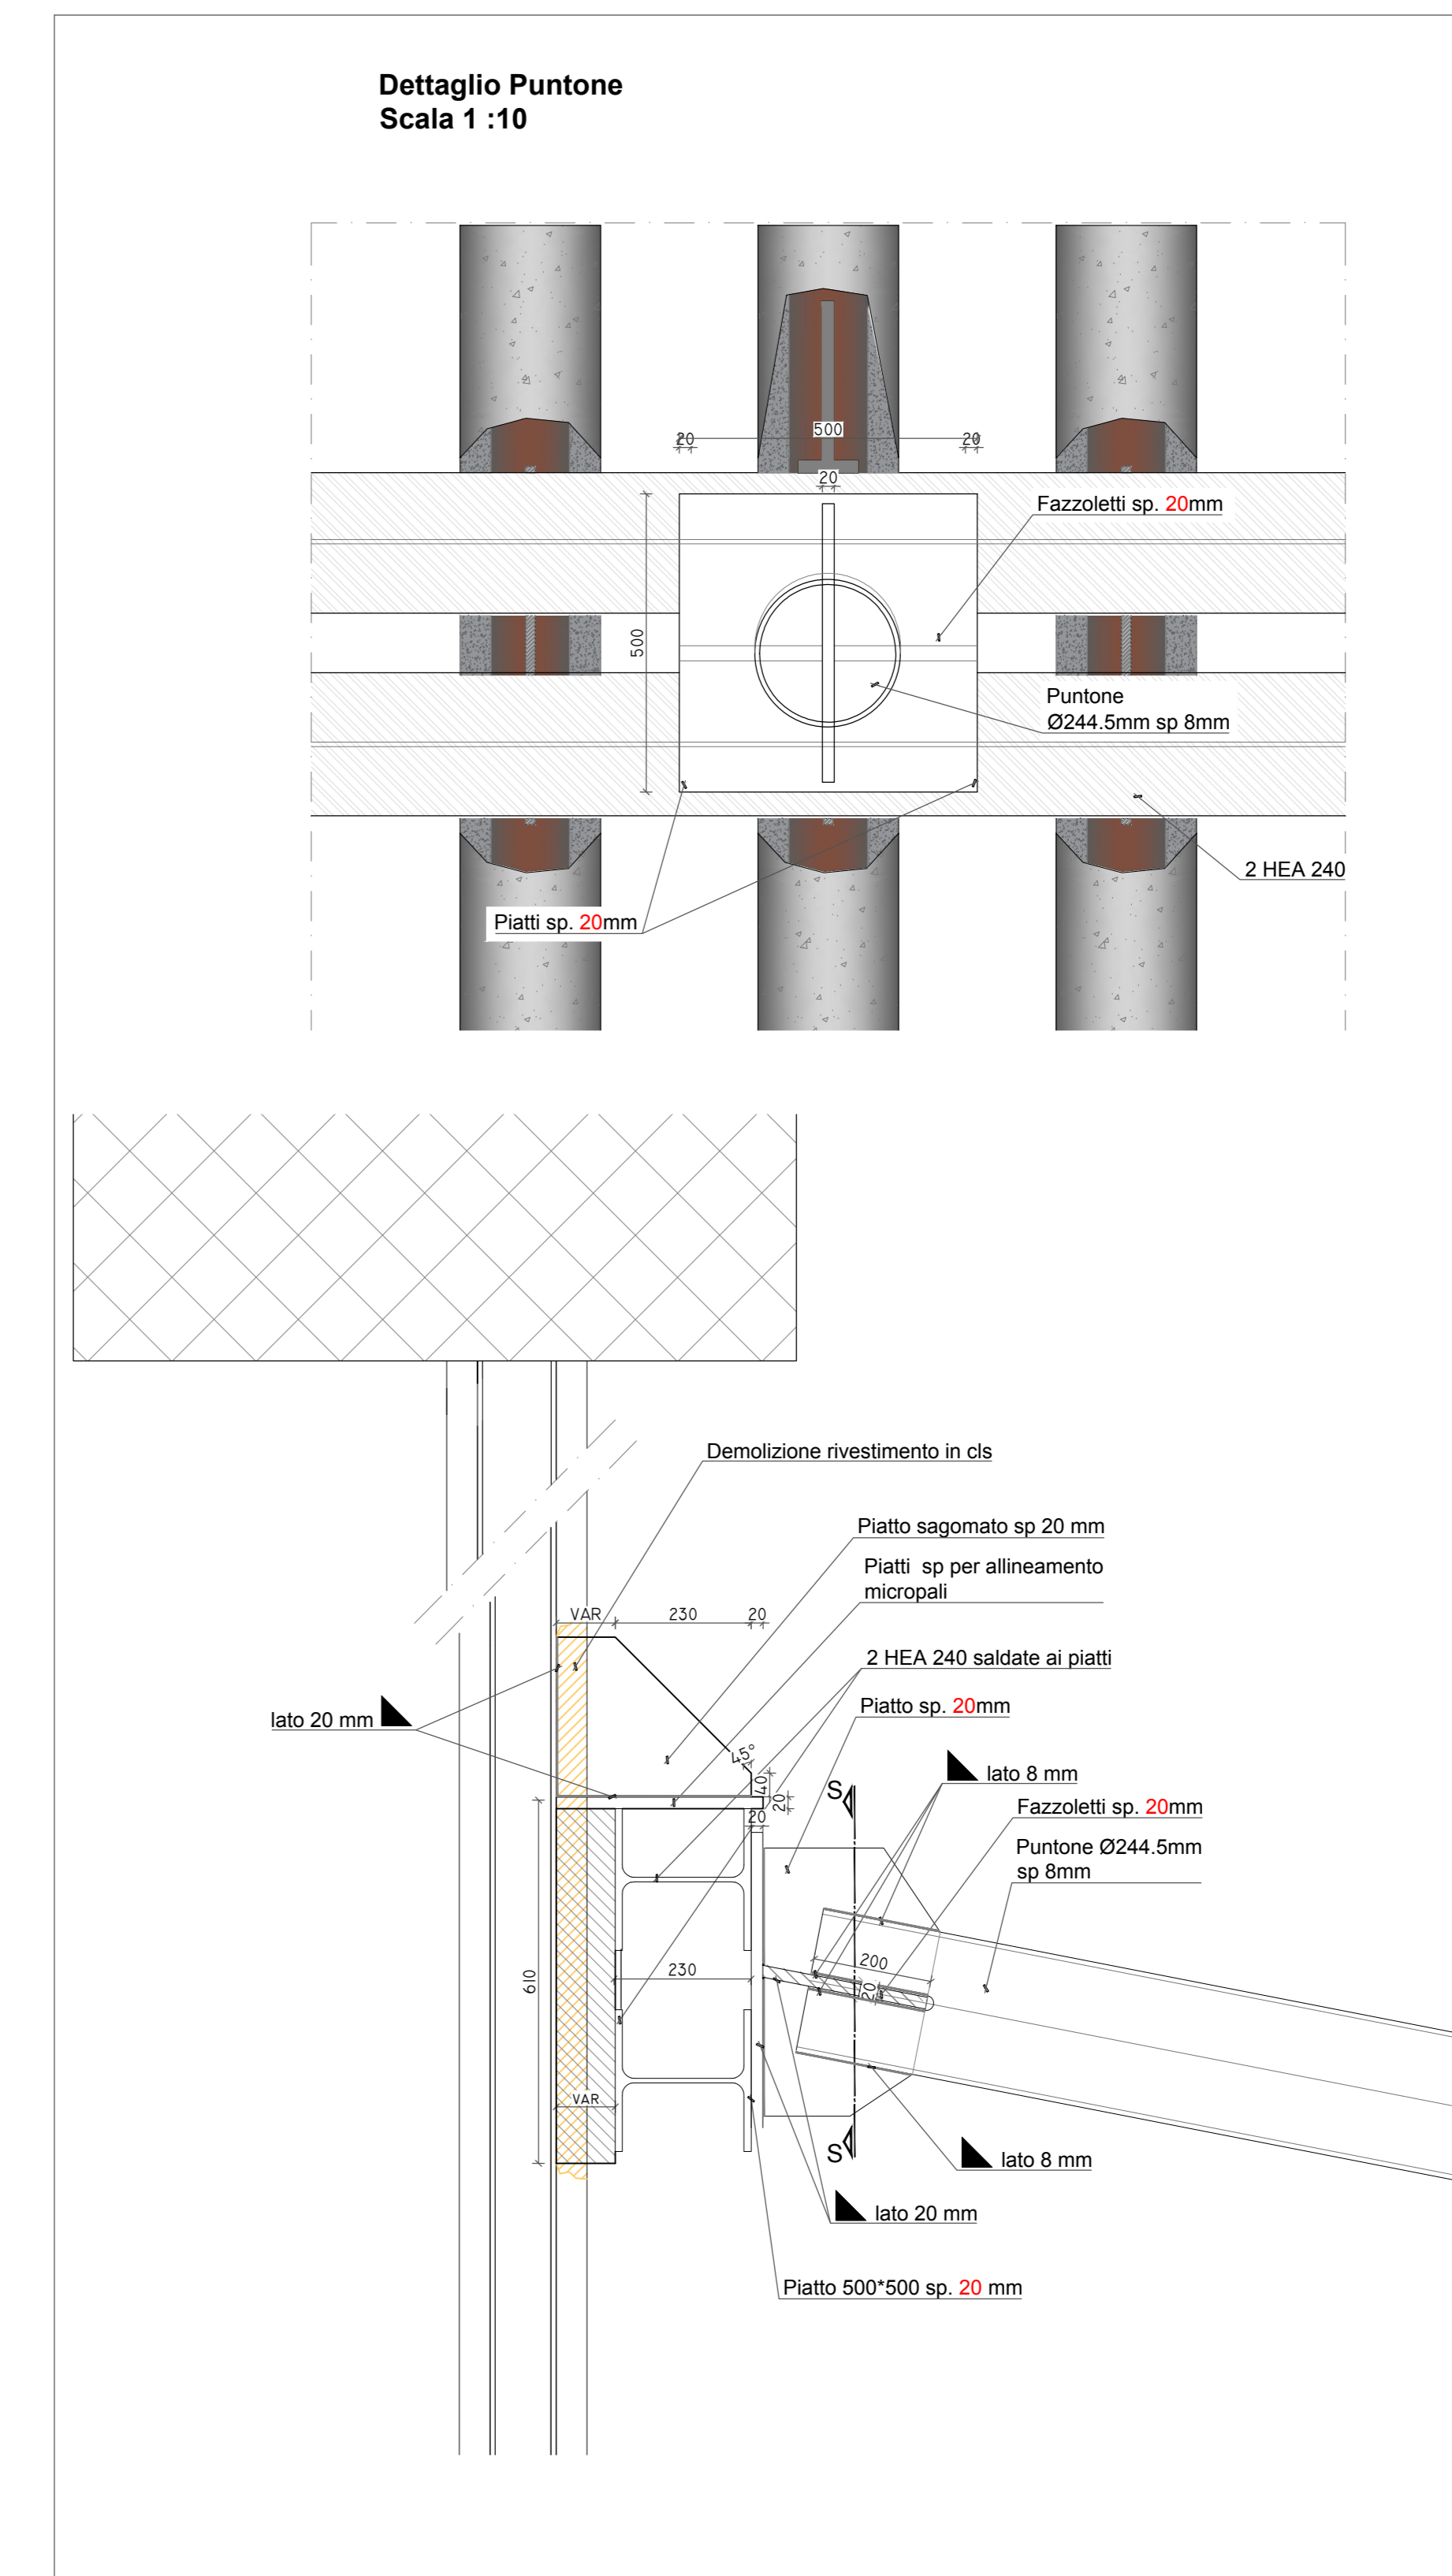 Dettaglio Puntone
Scala 1 :10
20
500
20
20
Fazzoletti sp. 20mm
500
Puntone
Ø244.5mm sp 8mm
2 HEA 240
Piatti sp. 20mm
Demolizione rivestimento in cls
Piatto sagomato sp 20 mm
Piatti sp per allineamento
micropali
VAR
230
20
2 HEA 240 saldate ai piatti
Piatto sp. 20mm
lato 20 mm
45°
40
20
20
S
lato 8 mm
Fazzoletti sp. 20mm
Puntone Ø244.5mm
sp 8mm
200
20
230
610
VAR
S
lato 8 mm
lato 20 mm
Piatto 500*500 sp. 20 mm